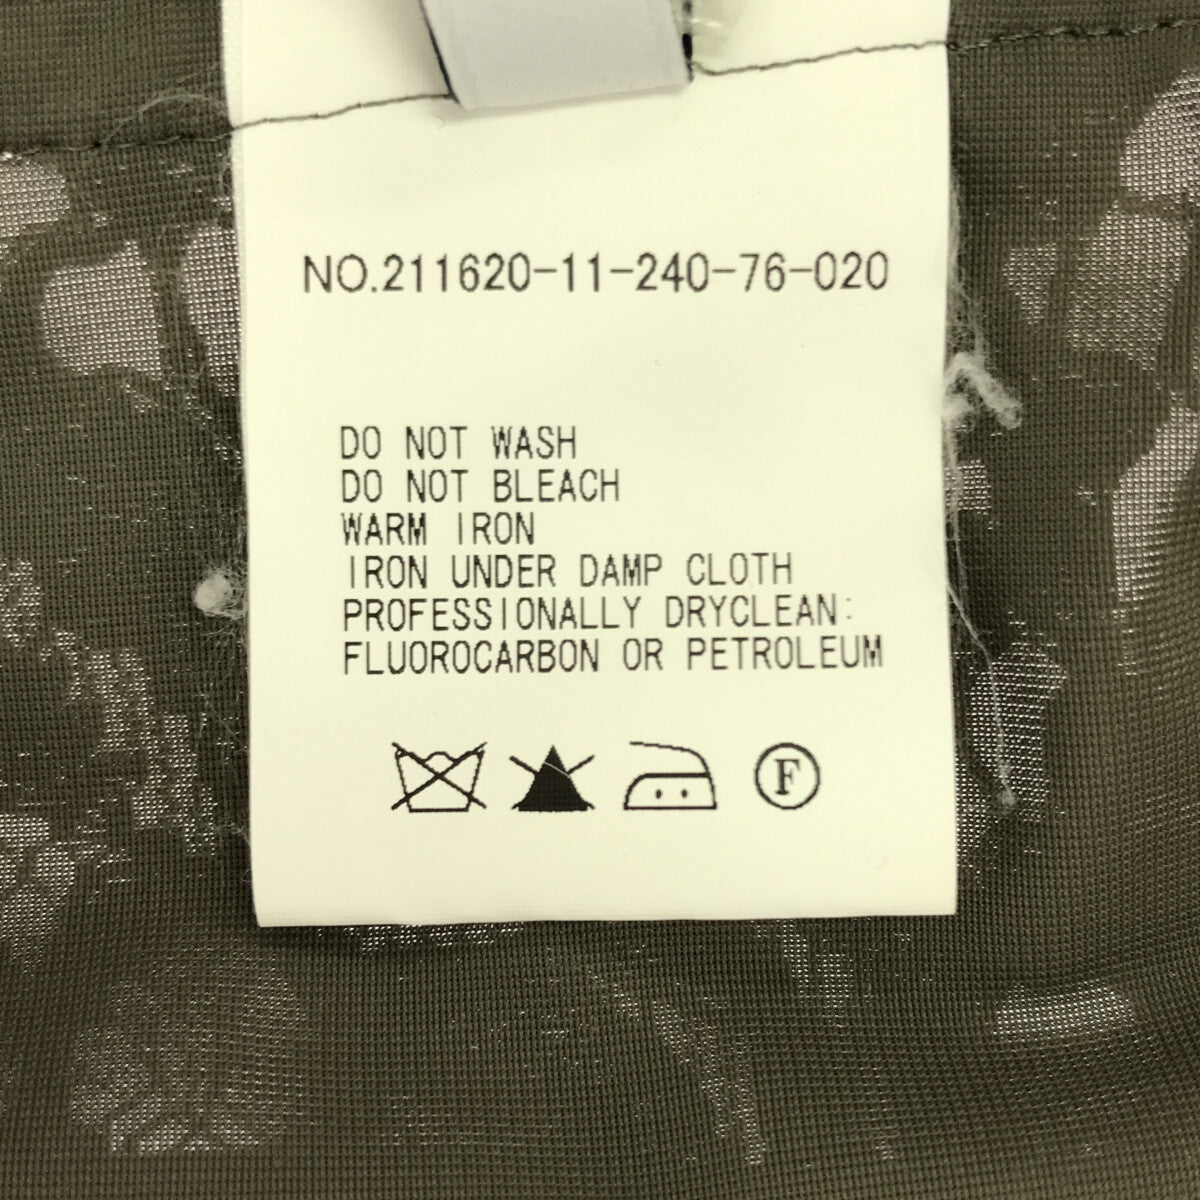 NO.211620-11-240-76-020
DO NOT WASH
DO NOT BLEACH
WARM IRON
IRON UNDER DAMP CLOTH
PROFESSIONALLY DRYCLEAN:
FLUOROCARBON OR PETROLEUM
F